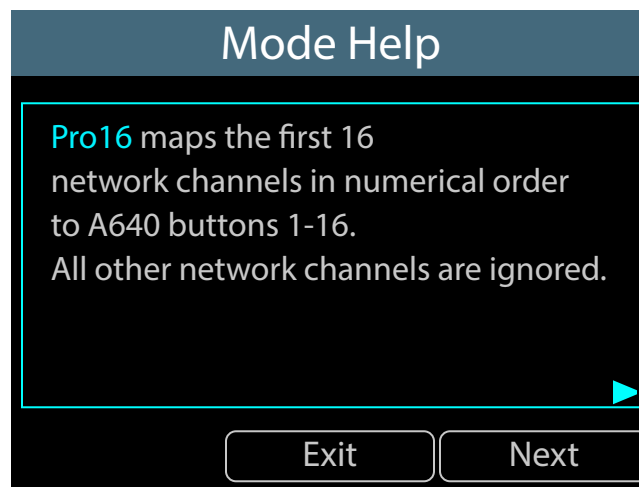 Mode Help
Pro16 maps the first 16
network channels in numerical order
to A640 buttons 1-16.
All other network channels are ignored.
Exit Next